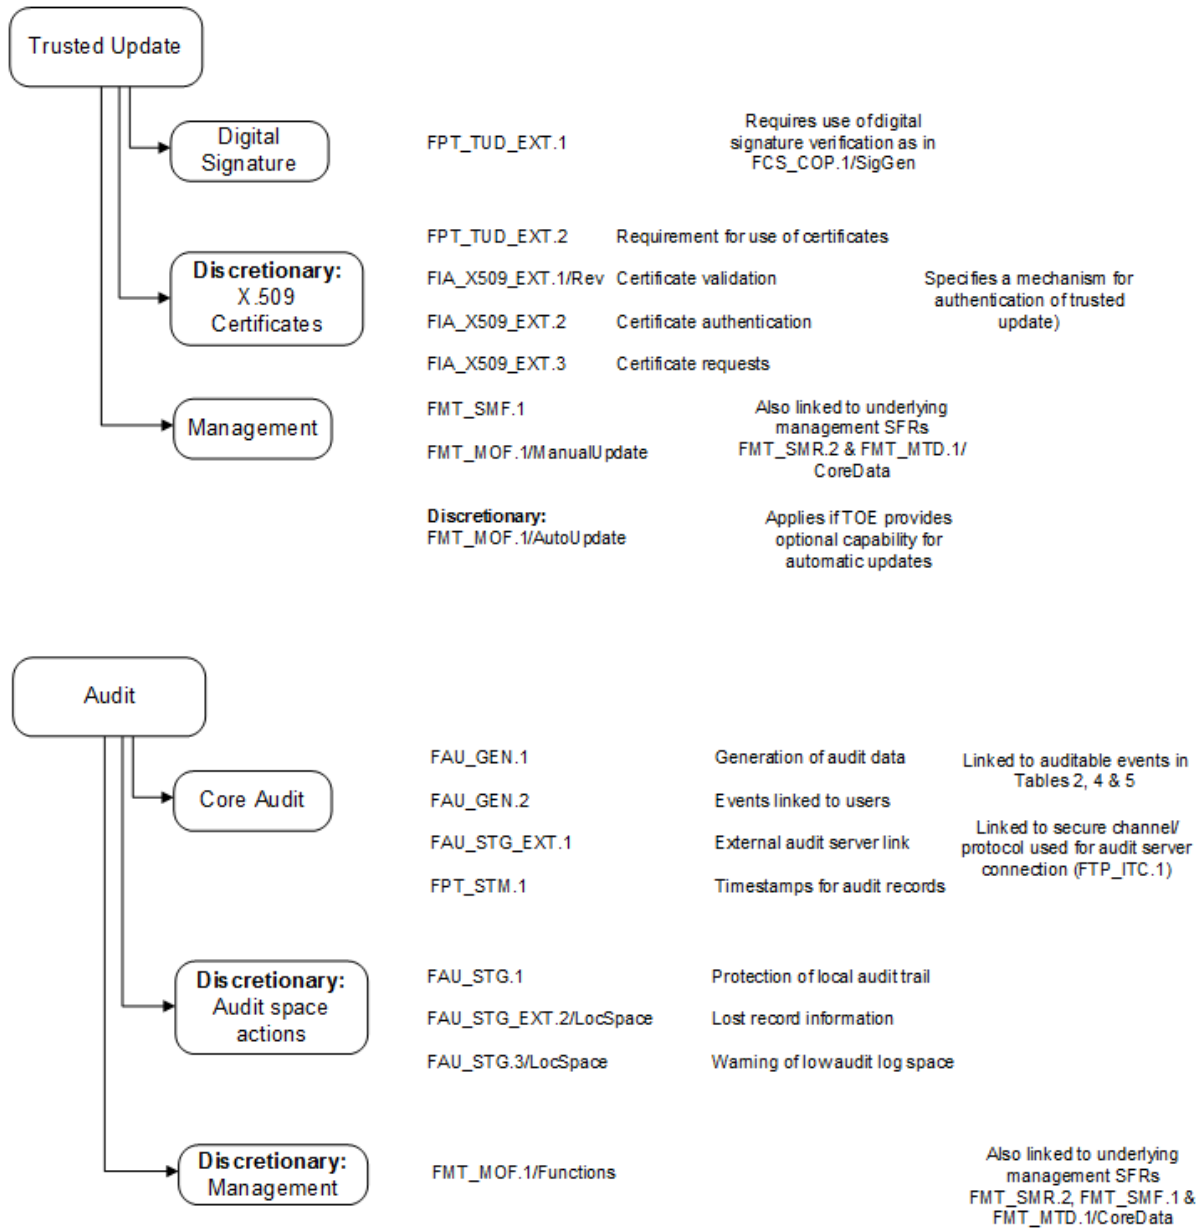 Trusted Update
Digital
Signature
FPT_TUD_EXT.1
Requires use of digital
signature verification as in
FCS_COP.1/SigGen
Discretionary:
X.509
Certificates
FPT_TUD_EXT.2 Requirement for use of certificates
FIA_X509_EXT.1/Rev Certificate validation
FIA_X509_EXT.2 Certificate authentication
FIA_X509_EXT.3 Certificate requests
Specifies a mechanism for
authentication of trusted
update)
Management
FMT_SMF.1
FMT_MOF.1/ManualUpdate
Also linked to underlying
management SFRs
FMT_SMR.2 & FMT_MTD.1/
CoreData
Discretionary:
FMT_MOF.1/AutoUpdate
Applies if TOE provides
optional capability for
automatic updates
Audit
Core Audit
FAU_GEN.1 Generation of audit data
FAU_GEN.2 Events linked to users
FAU_STG_EXT.1 External audit server link
FPT_STM.1 Timestamps for audit records
Linked to auditable events in
Tables 2, 4 & 5
Linked to secure channel/
protocol used for audit server
connection (FTP_ITC.1)
Discretionary:
Audit space
actions
FAU_STG.1 Protection of local audit trail
FAU_STG_EXT.2/LocSpace Lost record information
FAU_STG.3/LocSpace Warning of low audit log space
Discretionary:
Management
FMT_MOF.1/Functions
Also linked to underlying
management SFRs
FMT_SMR.2, FMT_SMF.1 &
FMT_MTD.1/CoreData